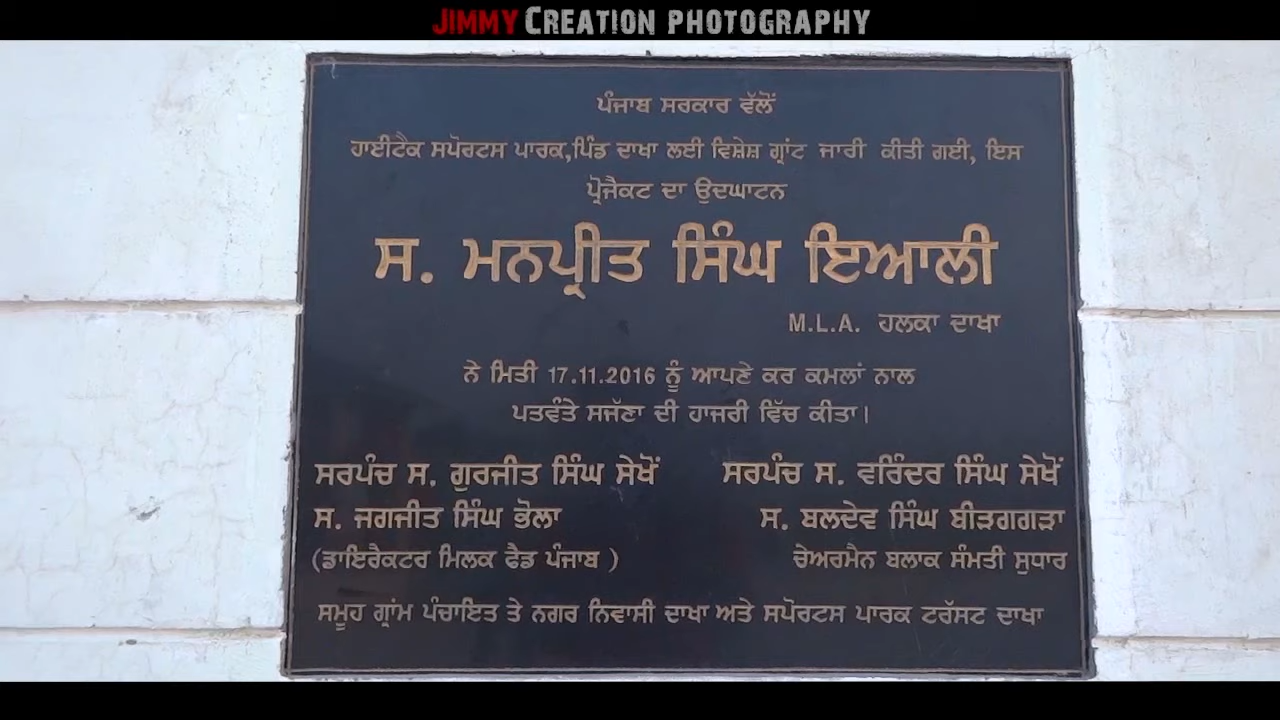 JIMMY CREATION PHOTOGRAPHY
ਪੰਜਾਬ ਸਰਕਾਰ ਵੱਲੋਂ
ਹਾਈਟੈਕ ਸਪੋਰਟਸ ਪਾਰਕ,ਪਿੰਡ ਦਾਖਾ ਲਈ ਵਿਸ਼ੇਸ਼ ਗ੍ਰਾਂਟ ਜਾਰੀ ਕੀਤੀ ਗਈ, ਇਸ
ਪ੍ਰੋਜੈਕਟ ਦਾ ਉਦਘਾਟਨ
ਸ. ਮਨਪ੍ਰੀਤ ਸਿੰਘ ਇਆਲੀ
M.L.A. ਹਲਕਾ ਦਾਖਾ
ਨੇ ਮਿਤੀ 17.11.2016 ਨੂੰ ਆਪਣੇ ਕਰ ਕਮਲਾਂ ਨਾਲ
ਪਤਵੰਤੇ ਸਜੱਣਾ ਦੀ ਹਾਜਰੀ ਵਿੱਚ ਕੀਤਾ।
ਸਰਪੰਚ ਸ. ਗੁਰਜੀਤ ਸਿੰਘ ਸੇਖੋਂ ਸਰਪੰਚ ਸ. ਵਰਿੰਦਰ ਸਿੰਘ ਸੇਖੋਂ
ਸ. ਜਗਜੀਤ ਸਿੰਘ ਭੋਲਾ ਸ. ਬਲਦੇਵ ਸਿੰਘ ਬੀੜਗਗੜਾ
(ਡਾਇਰੈਕਟਰ ਮਿਲਕ ਫੈਡ ਪੰਜਾਬ ) ਚੇਅਰਮੈਨ ਬਲਾਕ ਸੰਮਤੀ ਸੁਧਾਰ
ਸਮੂਹ ਗ੍ਰਾਂਮ ਪੰਚਾਇਤ ਤੇ ਨਗਰ ਨਿਵਾਸੀ ਦਾਖਾ ਅਤੇ ਸਪੋਰਟਸ ਪਾਰਕ ਟਰੱਸਟ ਦਾਖਾ